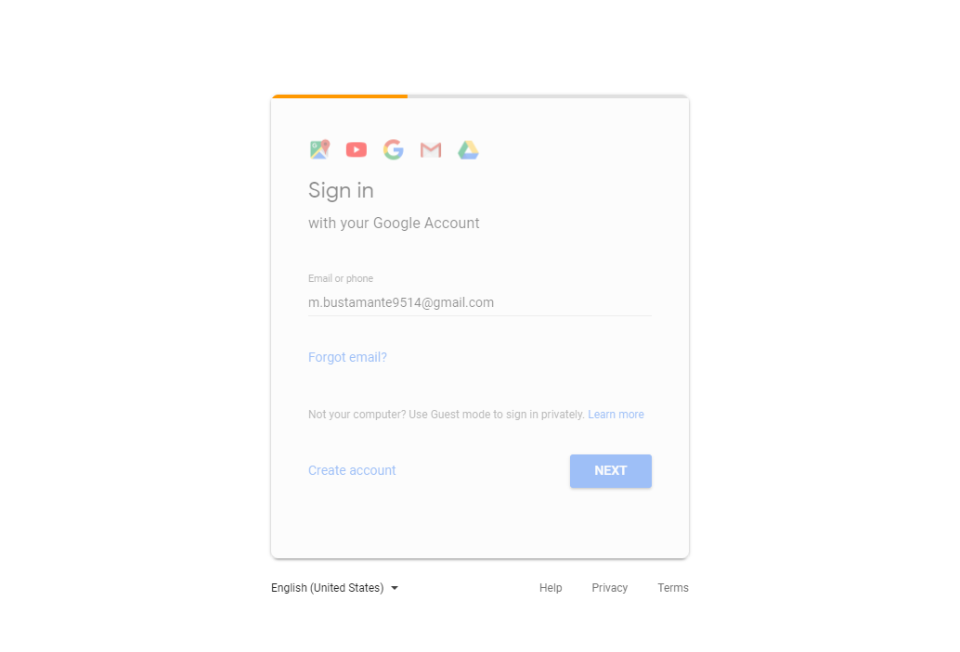 Sign in
with your Google Account
Email or phone
m.bustamante9514@gmail.com
Forgot email?
Not your computer? Use Guest mode to sign in privately. Learn more
Create account NEXT
English (United States) Help Privacy Terms